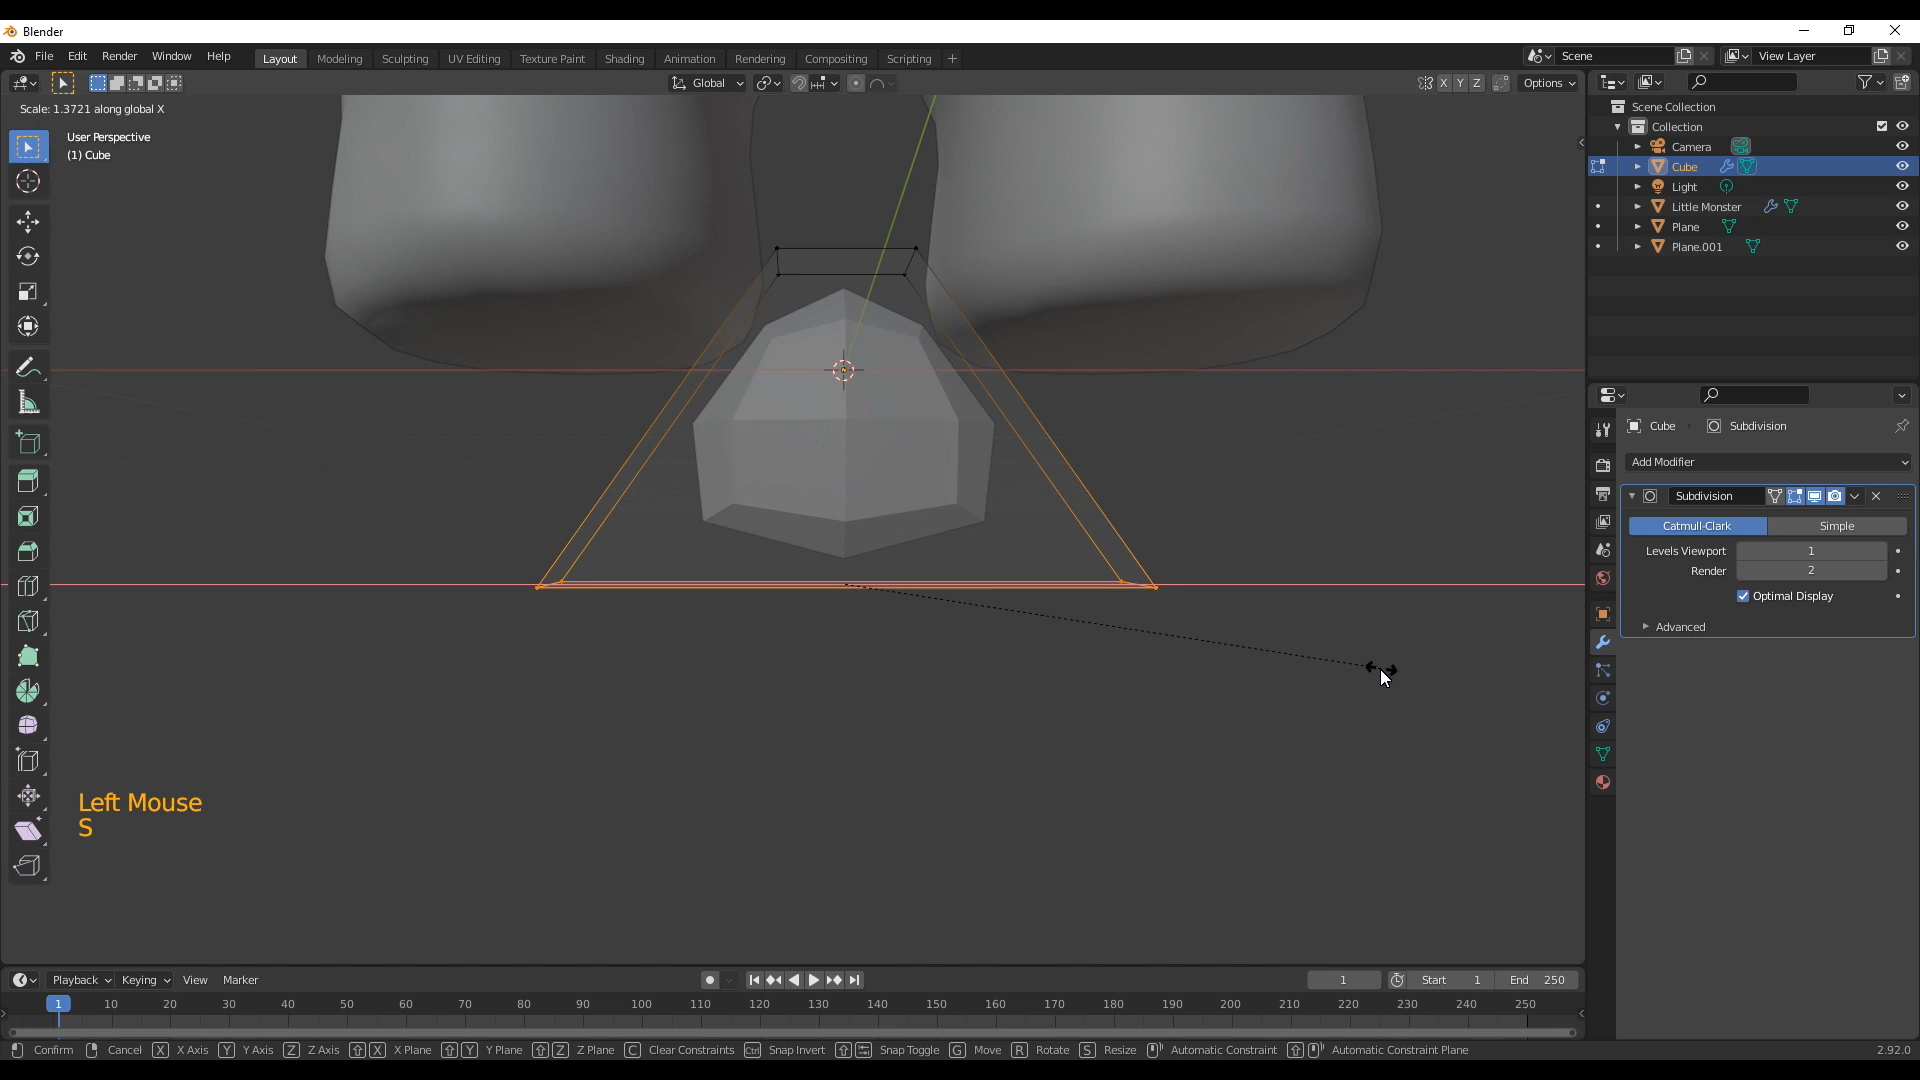 Blender
File Edit Render Window Help
Layout Modeling Sculpting UV Editing Texture Paint Shading Animation Rendering Compositing Scripting +
Scene
View Layer
Global
X Y Z
Options
Scale: 1.3721 along global X
User Perspective
(1) Cube
Scene Collection
Collection
Camera
Cube
Light
Little Monster
Plane
Plane.001
Cube
Subdivision
Add Modifier
Subdivision
Catmull-Clark
Simple
Levels Viewport 1
Render 2
Optimal Display
Advanced
Left Mouse
S
Playback Keying View Marker
1
Start 1
End 250
1 10 20 30 40 50 60 70 80 90 100 110 120 130 140 150 160 170 180 190 200 210 220 230 240 250
Confirm Cancel X X Axis Y Y Axis Z Z Axis X X Plane Y Y Plane Z Z Plane C Clear Constraints Ctrl Snap Invert Snap Toggle G Move R Rotate S Resize Automatic Constraint Automatic Constraint Plane
2.92.0